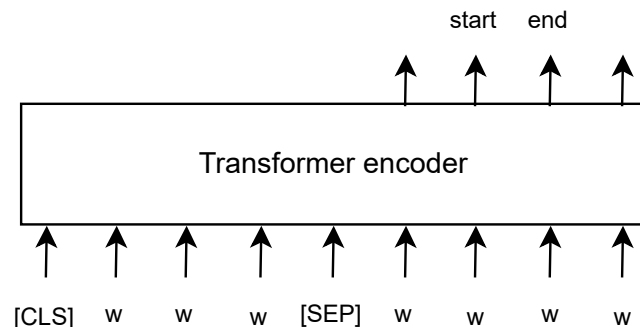 start end
Transformer encoder
[CLS] w w w [SEP] w w w w